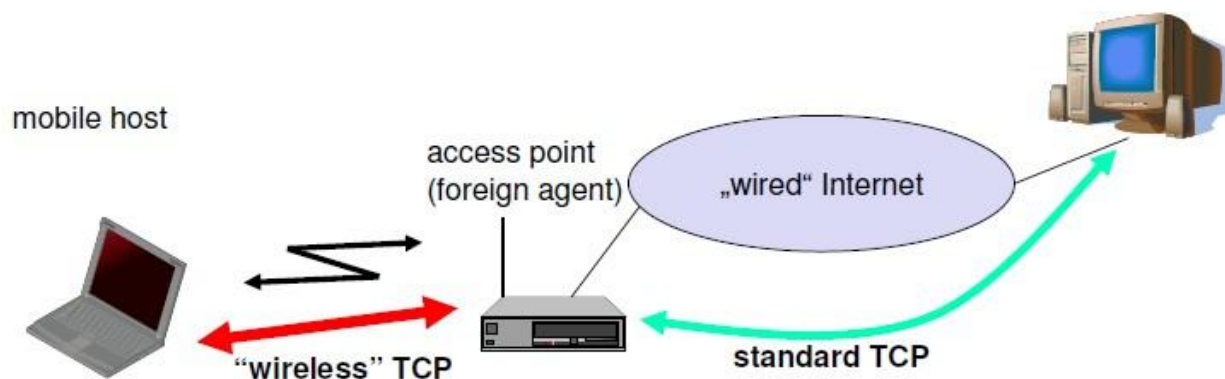 mobile host
access point
(foreign agent)
„wired“ Internet
“wireless” TCP
standard TCP